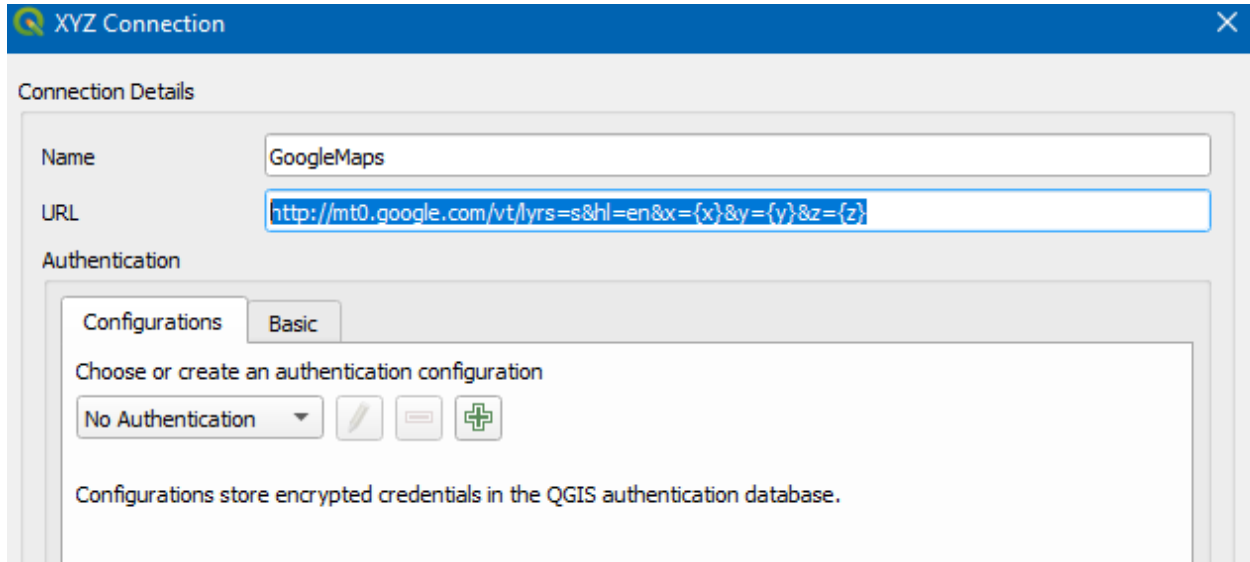 XYZ Connection
Connection Details
Name GoogleMaps
URL http://mt0.google.com/vt/lyrs=s&hl=en&x={x}&y={y}&z={z}
Authentication
Configurations Basic
Choose or create an authentication configuration
No Authentication
Configurations store encrypted credentials in the QGIS authentication database.